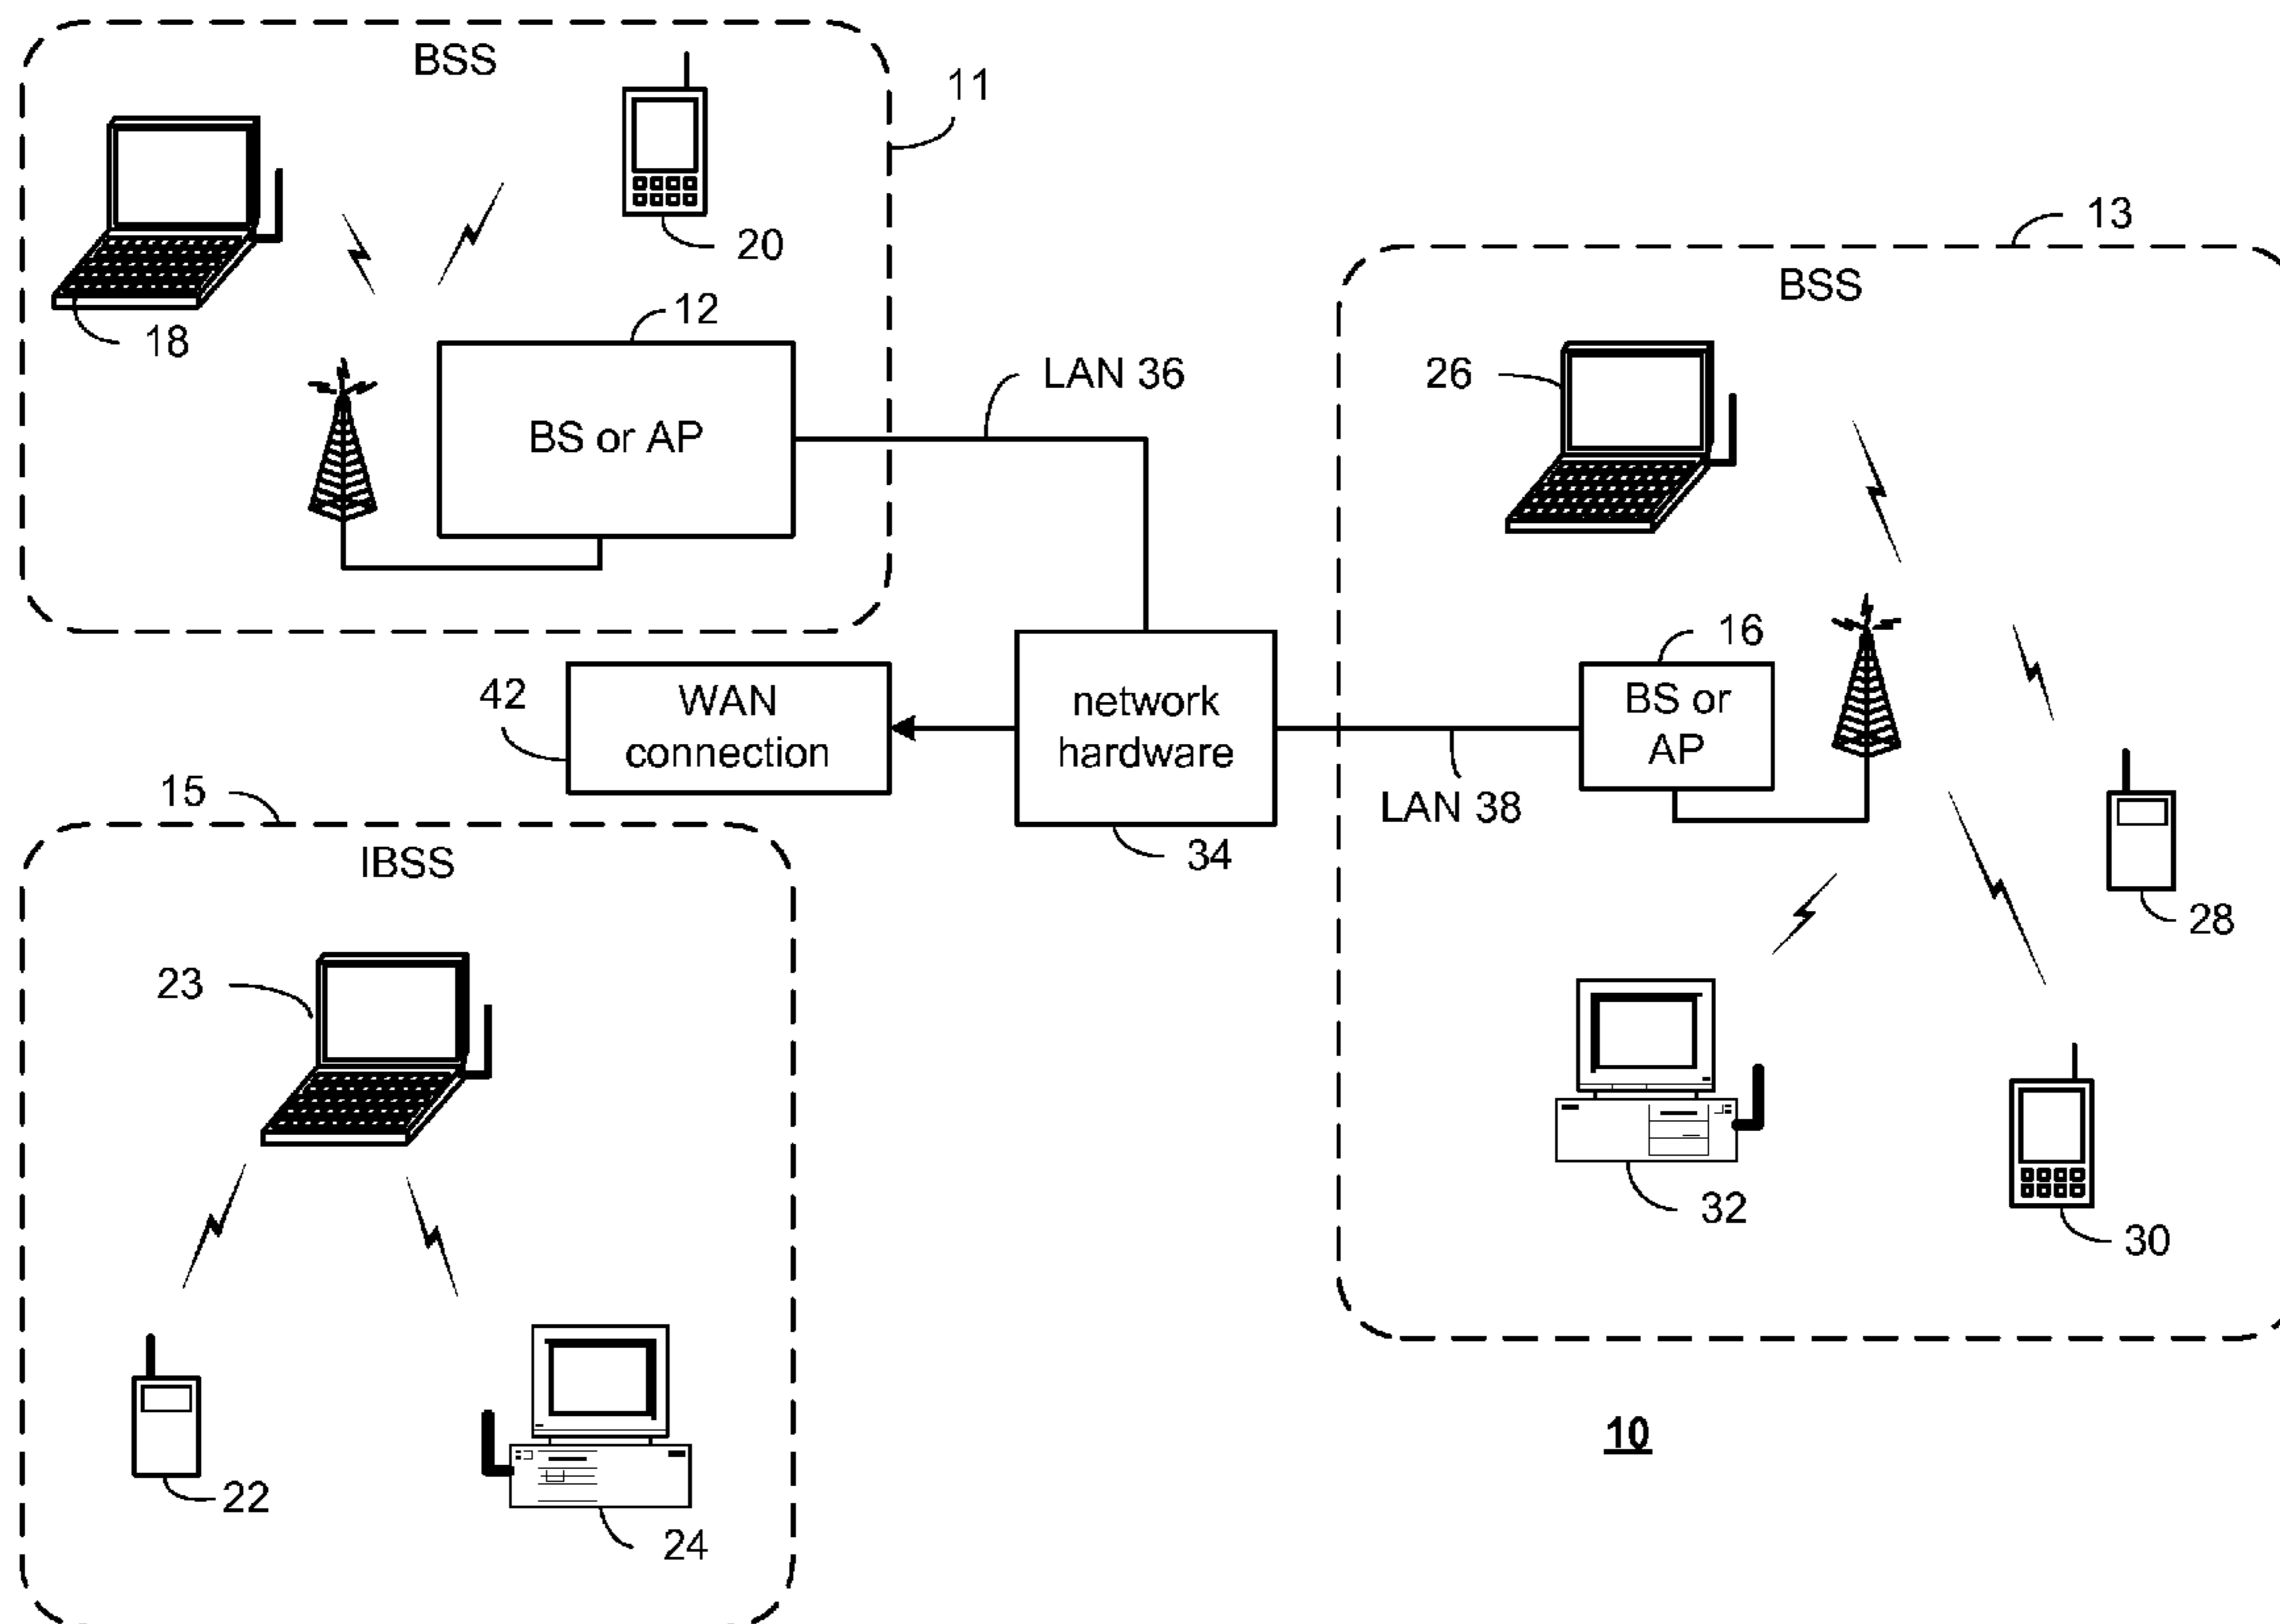 BSS
11
20
18
12
BS or AP
LAN 36
13
BSS
26
16
BS or
AP
42
WAN
connection
network
hardware
34
LAN 38
28
32
30
15
IBSS
23
22
24
10